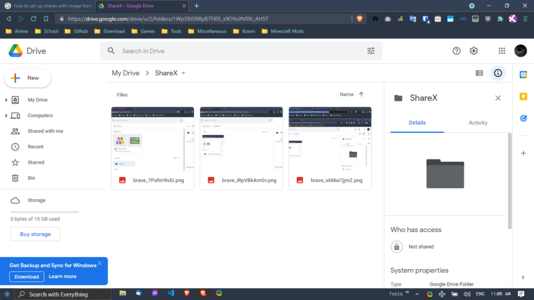 how to set up sharex with image hos
ShareX - Google Drive
https://drive.google.com/drive/u/2/folders/
Anime
School
Github
Download
Games
Tools
Miscellaneous
Kusmi
Minecraft Mods
Drive
Search in Drive
New
My Drive
Computers
Shared with me
Recent
Starred
Bin
Storage
0 bytes of 15 GB used
Buy storage
Get Backup and Sync for Windows
Download
Learn more
My Drive
ShareX
Files
Name
brave_7Pufm9nEi.png
brave_iRpVBkAmOv.png
brave_obMui7jjmZ.png
ShareX
Details
Activity
Who has access
Not shared
System properties
Type
Google Drive Folder
Search with Everything
Tools
ENG
11:05 AM